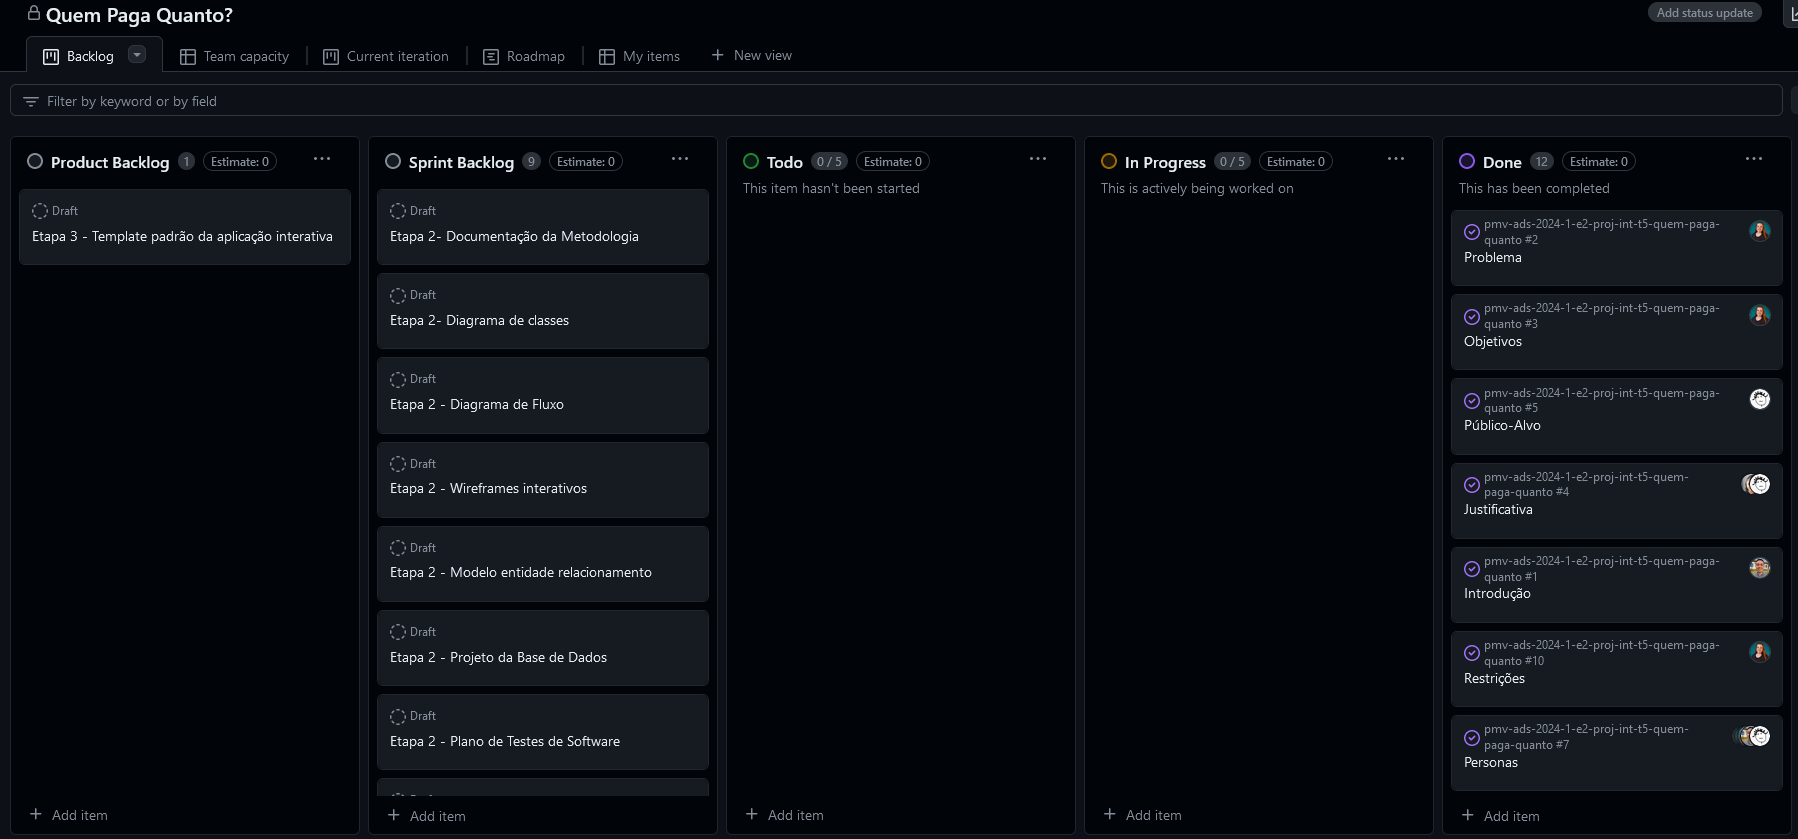 Quem Paga Quanto?
Add status update
Backlog
Team capacity
Current iteration
Roadmap
My items
New view
Filter by keyword or by field
Product Backlog 1 Estimate: 0
Draft
Etapa 3 - Template padrão da aplicação interativa
Add item
Sprint Backlog 9 Estimate: 0
Draft
Etapa 2- Documentação da Metodologia
Draft
Etapa 2- Diagrama de classes
Draft
Etapa 2 - Diagrama de Fluxo
Draft
Etapa 2 - Wireframes interativos
Draft
Etapa 2 - Modelo entidade relacionamento
Draft
Etapa 2 - Projeto da Base de Dados
Draft
Etapa 2 - Plano de Testes de Software
Add item
Todo 0 / 5 Estimate: 0
This item hasn't been started
Add item
In Progress 0 / 5 Estimate: 0
This is actively being worked on
Add item
Done 12 Estimate: 0
This has been completed
pmv-ads-2024-1-e2-proj-int-t5-quem-paga-
quanto #2
Problema
pmv-ads-2024-1-e2-proj-int-t5-quem-paga-
quanto #3
Objetivos
pmv-ads-2024-1-e2-proj-int-t5-quem-paga-
quanto #5
Público-Alvo
pmv-ads-2024-1-e2-proj-int-t5-quem-
paga-quanto #4
Justificativa
pmv-ads-2024-1-e2-proj-int-t5-quem-paga-
quanto #1
Introdução
pmv-ads-2024-1-e2-proj-int-t5-quem-paga-
quanto #10
Restrições
pmv-ads-2024-1-e2-proj-int-t5-quem-
paga-quanto #7
Personas
Add item